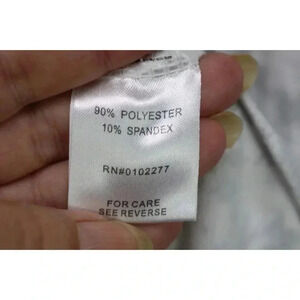 90% POLYESTER
10% SPANDEX
RN#0102277
FOR CARE
SEE REVERSE